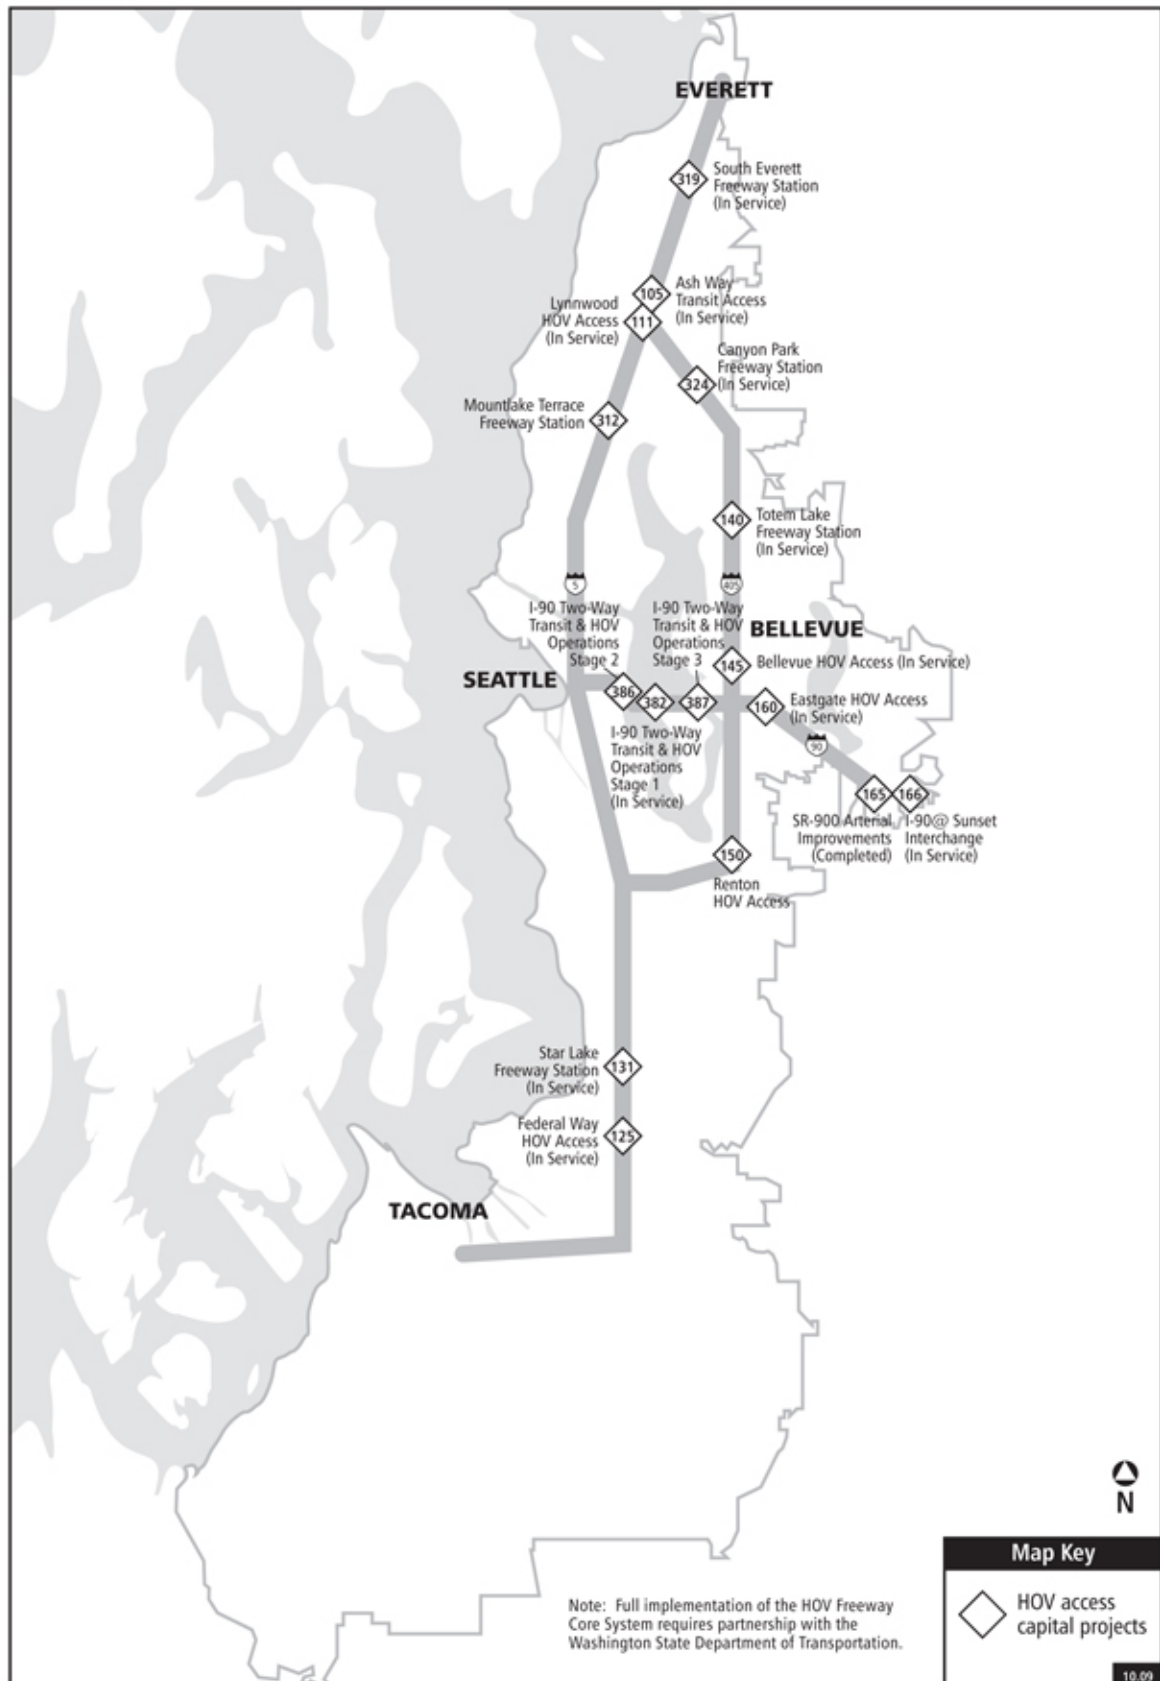 EVERETT
319
South Everett
Freeway Station
(In Service)
105
Ash Way
Transit Access
(In Service)
Lynnwood
HOV Access
(In Service)
111
Canyon Park
Freeway Station
(In Service)
324
Mountlake Terrace
Freeway Station
312
140
Totem Lake
Freeway Station
(In Service)
5
405
I-90 Two-Way
Transit & HOV
Operations
Stage 2
I-90 Two-Way
Transit & HOV
Operations
Stage 3
BELLEVUE
145
Bellevue HOV Access (In Service)
SEATTLE
386
382
387
160
Eastgate HOV Access
(In Service)
I-90 Two-Way
Transit & HOV
Operations
Stage 1
(In Service)
90
165
166
SR-900 Arterial
Improvements
(Completed)
I-90@ Sunset
Interchange
(In Service)
150
Renton
HOV Access
Star Lake
Freeway Station
(In Service)
131
Federal Way
HOV Access
(In Service)
125
TACOMA
N
Map Key
HOV access
capital projects
Note: Full implementation of the HOV Freeway
Core System requires partnership with the
Washington State Department of Transportation.
10.09